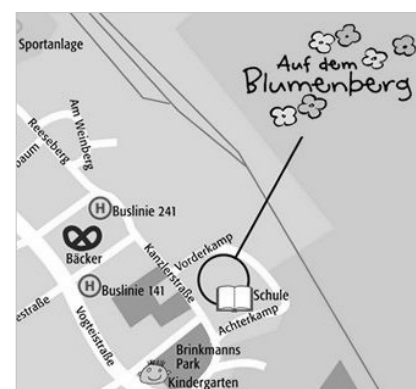 Sportanlage
Auf dem
Blumenberg
Am Weinberg
Reeseberg
baum
H Buslinie 241
Bäcker
Vorderkamp
Kanzlerstraße
H Buslinie 141
Schule
Achterkamp
eestraße
Vogteistraße
Brinkmanns
Park
Kindergarten